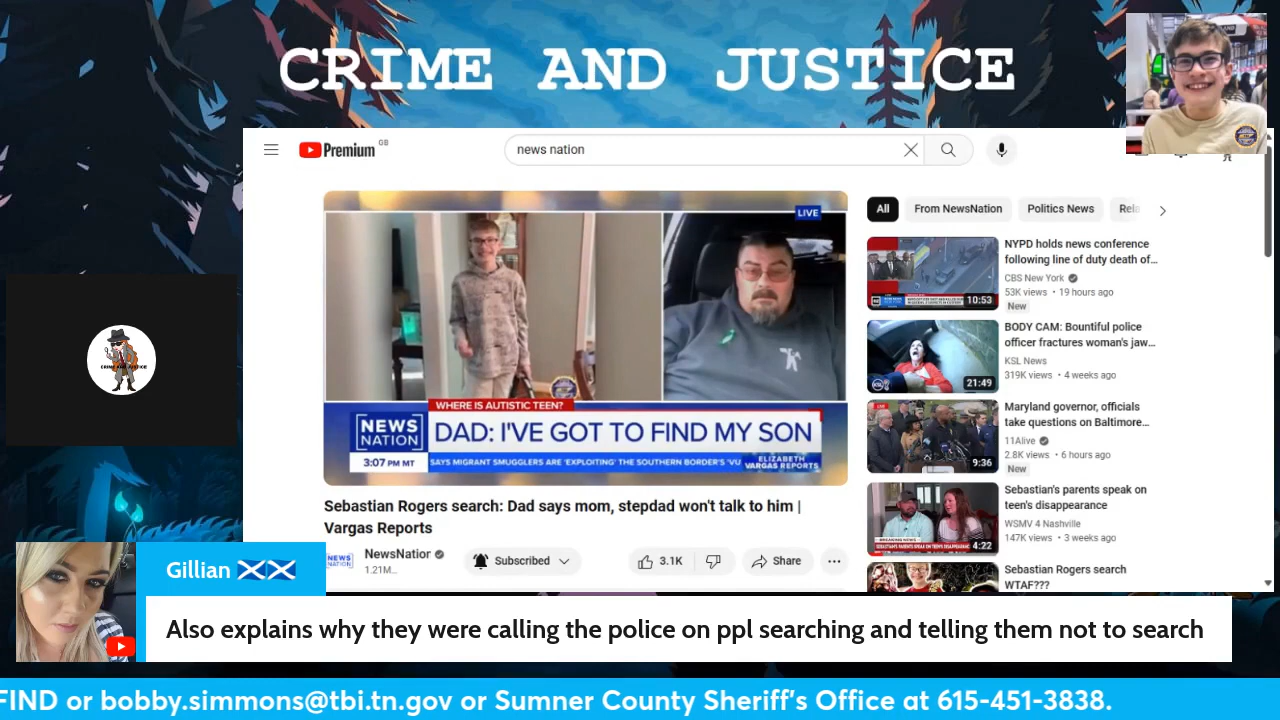 CRIME AND JUSTICE
Premium GB
news nation
LIVE
WHERE IS AUTISTIC TEEN?
NEWS
NATION
DAD: I'VE GOT TO FIND MY SON
3:07 PM MT
SAYS MIGRANT SMUGGLERS ARE 'EXPLOITING' THE SOUTHERN BORDER'S 'VU
ELIZABETH
VARGAS REPORTS
Sebastian Rogers search: Dad says mom, stepdad won't talk to him |
Vargas Reports
NewsNation
1.21M...
Subscribed
3.1K
Share
All
From NewsNation
Politics News
Rela
NYPD holds news conference
following line of duty death of...
CBS New York
53K views • 19 hours ago
New
10:53
BODY CAM: Bountiful police
officer fractures woman's jaw...
KSL News
319K views • 4 weeks ago
21:49
Maryland governor, officials
take questions on Baltimore...
11Alive
2.8K views • 6 hours ago
New
9:36
Sebastian's parents speak on
teen's disappearance
WSMV 4 Nashville
147K views • 3 weeks ago
4:22
Sebastian Rogers search
WTAF???
CRIME AND JUSTICE
Gillian
Also explains why they were calling the police on ppl searching and telling them not to search
FIND or bobby.simmons@tbi.tn.gov or Sumner County Sheriff's Office at 615-451-3838.